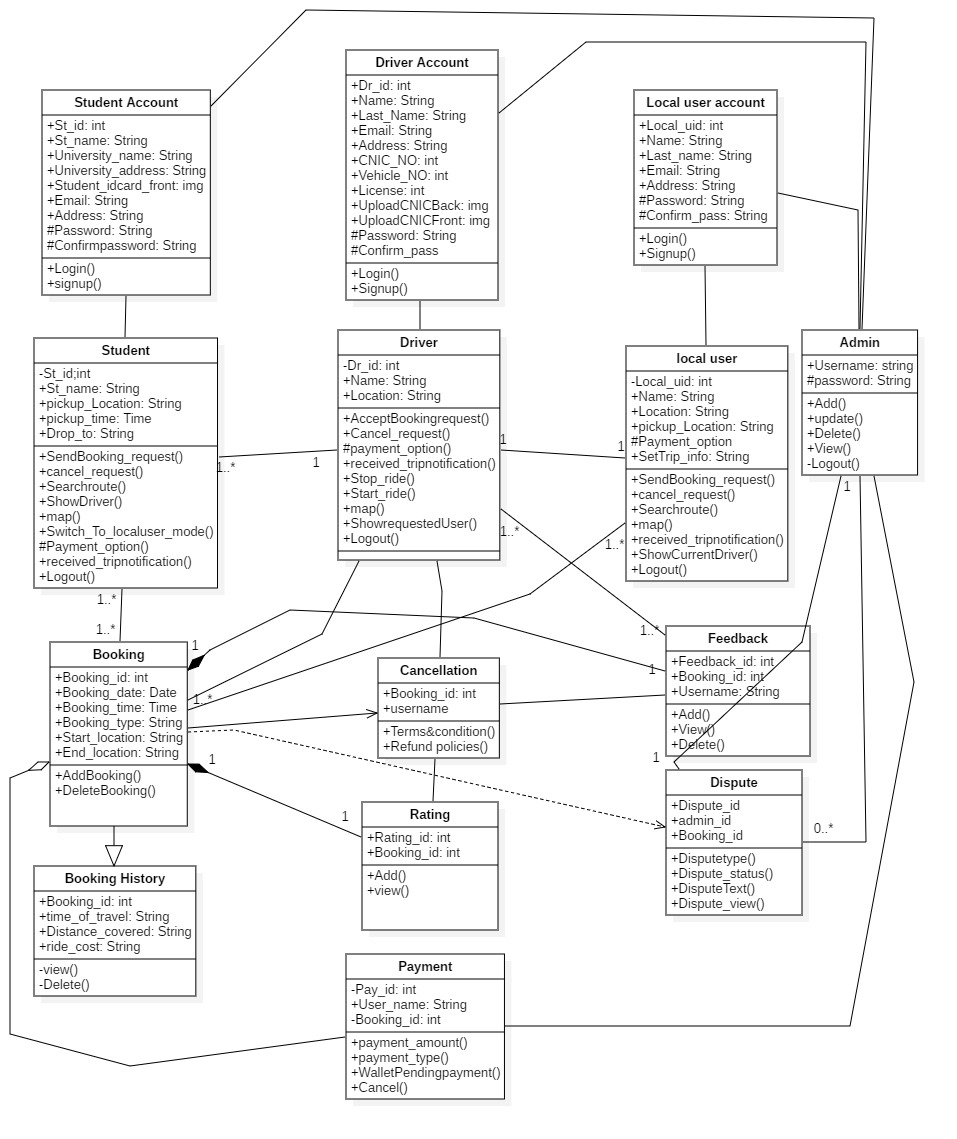 Student Account
+St_id: int
+St_name: String
+University_name: String
+University_address: String
+Student_idcard_front: img
+Email: String
+Address: String
#Password: String
#Confirmpassword: String
+Login()
+signup()
Driver Account
+Dr_id: int
+Name: String
+Last_Name: String
+Email: String
+Address: String
+CNIC_NO: int
+Vehicle_NO: int
+License: int
+UploadCNICBack: img
+UploadCNICFront: img
#Password: String
#Confirm_pass
+Login()
+Signup()
Local user account
+Local_uid: int
+Name: String
+Last_name: String
+Email: String
+Address: String
#Password: String
#Confirm_pass: String
+Login()
+Signup()
Student
-St_id;int
+St_name: String
+pickup_Location: String
+pickup_time: Time
+Drop_to: String
+SendBooking_request()
+cancel_request()
+Searchroute()
+ShowDriver()
+map()
+Switch_To_localuser_mode()
#Payment_option()
+received_tripnotification()
+Logout()
1..*
1
Driver
-Dr_id: int
+Name: String
+Location: String
+AcceptBookingrequest()
+Cancel_request()
#payment_option()
+received_tripnotification()
+Stop_ride()
+Start_ride()
+map()
+ShowrequestedUser()
+Logout()
1
1
1..*
1..*
local user
-Local_uid: int
+Name: String
+Location: String
+pickup_Location: String
#Payment_option
+SetTrip_info: String
+SendBooking_request()
+cancel_request()
+Searchroute()
+map()
+received_tripnotification()
+ShowCurrentDriver()
+Logout()
Admin
+Username: string
#password: String
+Add()
+update()
+Delete()
+View()
-Logout()
1
1..*
1..*
1
Booking
+Booking_id: int
+Booking_date: Date
+Booking_time: Time
+Booking_type: String
+Start_location: String
+End_location: String
+AddBooking()
+DeleteBooking()
1..*
1
1
Cancellation
+Booking_id: int
+username
+Terms&condition()
+Refund policies()
1..*
1
Feedback
+Feedback_id: int
+Booking_id: int
+Username: String
+Add()
+View()
+Delete()
1
Rating
+Rating_id: int
+Booking_id: int
+Add()
+view()
Dispute
+Dispute_id
+admin_id
+Booking_id
+Disputetype()
+Dispute_status()
+DisputeText()
+Dispute_view()
0..*
Booking History
+Booking_id: int
+time_of_travel: String
+Distance_covered: String
+ride_cost: String
-view()
-Delete()
Payment
-Pay_id: int
+User_name: String
-Booking_id: int
+payment_amount()
+payment_type()
+WalletPendingpayment()
+Cancel()